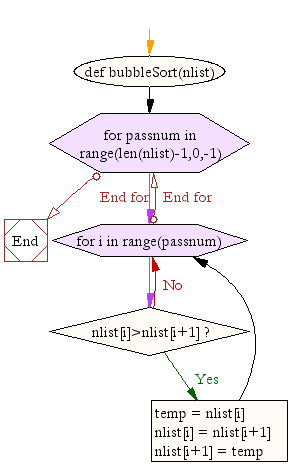 def bubbleSort(nlist)
for passnum in
range(len(nlist)-1,0,-1)
End for
End for
End
for i in range(passnum)
No
nlist[i]>nlist[i+1] ?
Yes
temp = nlist[i]
nlist[i] = nlist[i+1]
nlist[i+1] = temp